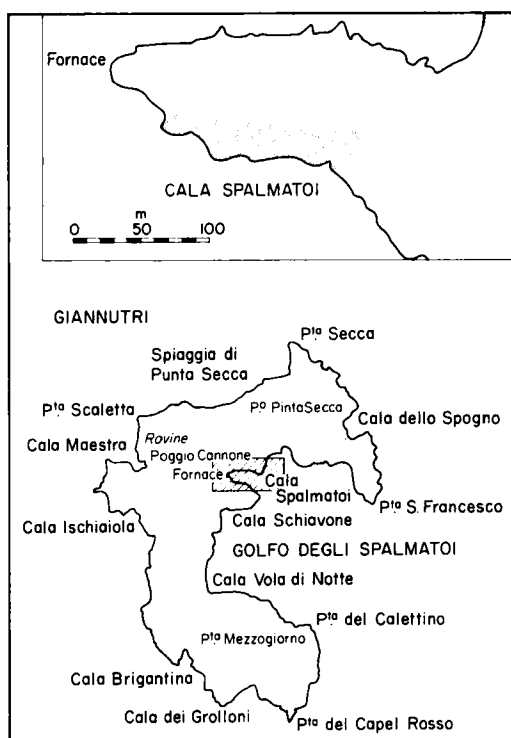 Fornace
CALA SPALMATOI
m
0 50 100
GIANNUTRI
Pta Secca
Spiaggia di
Punta Secca
Pta Scaletta
Po PintaSecca
Cala dello Spogno
Cala Maestra
Rovine
Poggio Cannone
Fornace
Cala
Spalmatoi
Pta S. Francesco
Cala Ischiaiola
Cala Schiavone
GOLFO DEGLI SPALMATOI
Cala Vola di Notte
Pta del Calettino
Pta Mezzogiorno
Cala Brigantina
Cala dei Grolloni
Pta del Capel Rosso